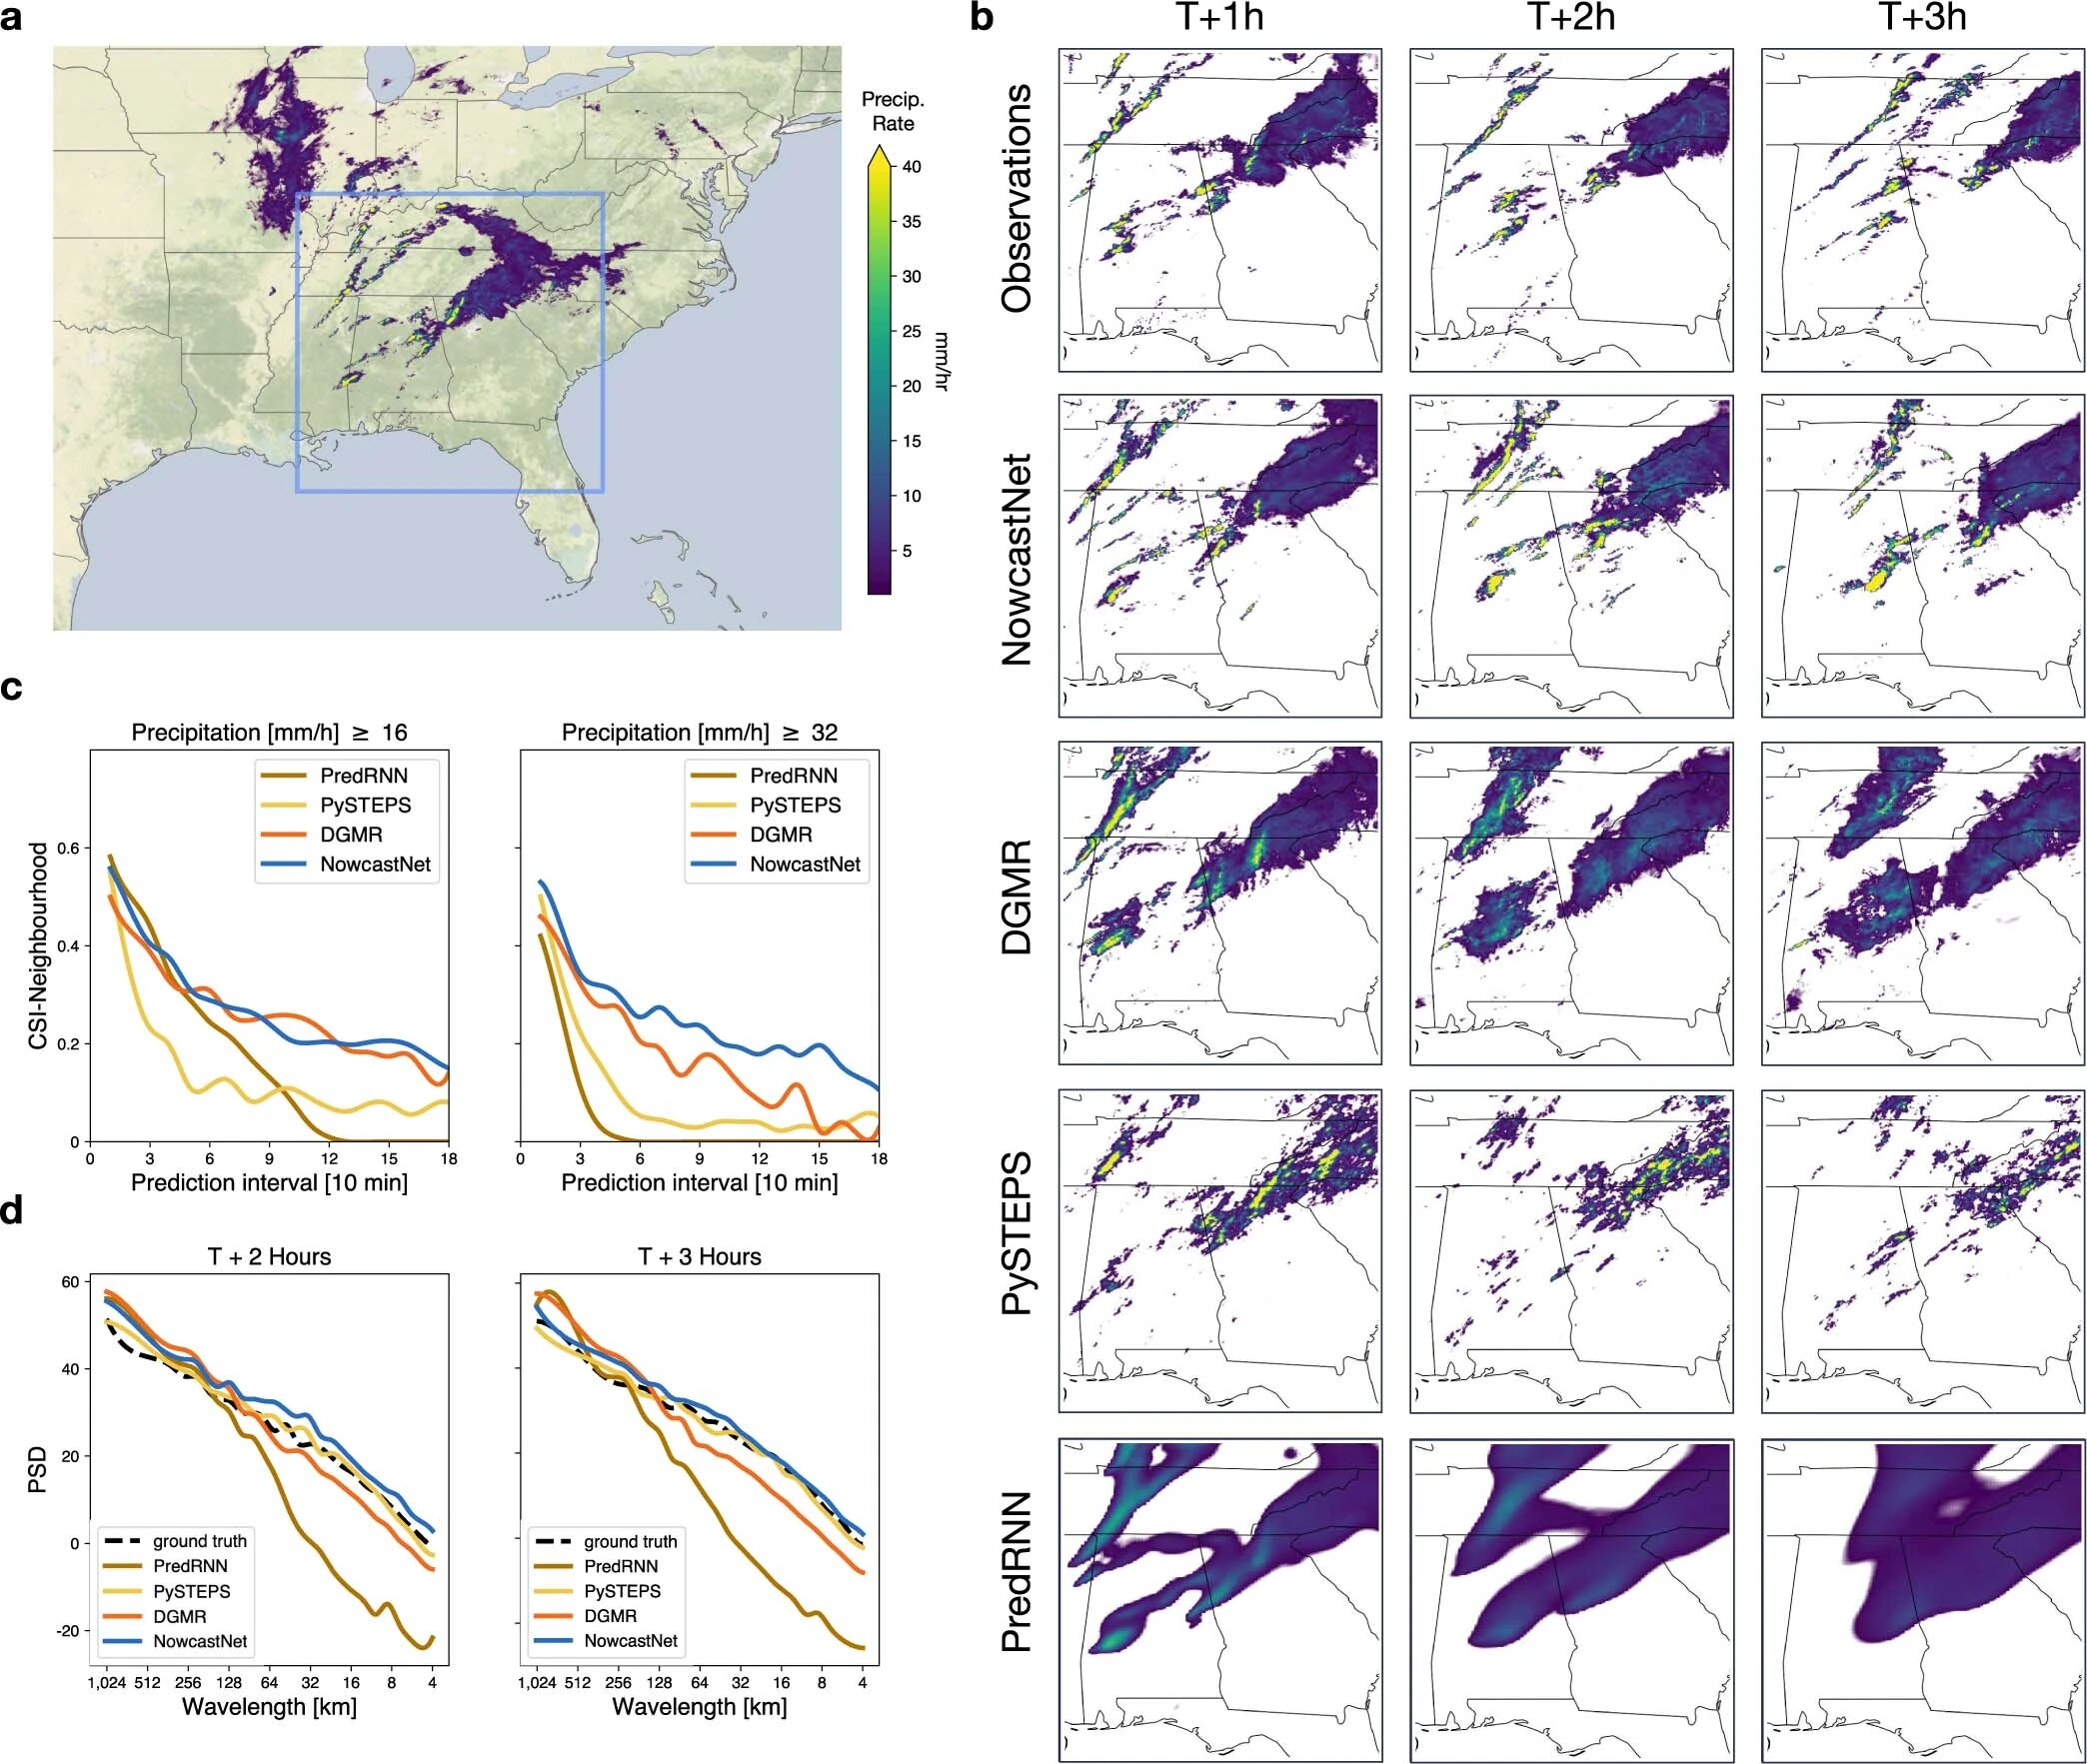 a
Precip.
Rate
40
35
30
25
20
15
10
5
mm/hr
b
T+1h
T+2h
T+3h
Observations
NowcastNet
DGMR
PySTEPS
PredRNN
c
Precipitation [mm/h] ≥ 16
PredRNN
PySTEPS
DGMR
NowcastNet
CSI-Neighbourhood
0.6
0.4
0.2
0
0 3 6 9 12 15 18
Prediction interval [10 min]
Precipitation [mm/h] ≥ 32
PredRNN
PySTEPS
DGMR
NowcastNet
0 3 6 9 12 15 18
Prediction interval [10 min]
d
T + 2 Hours
PSD
60
40
20
0
-20
ground truth
PredRNN
PySTEPS
DGMR
NowcastNet
1,024 512 256 128 64 32 16 8 4
Wavelength [km]
T + 3 Hours
ground truth
PredRNN
PySTEPS
DGMR
NowcastNet
1,024 512 256 128 64 32 16 8 4
Wavelength [km]